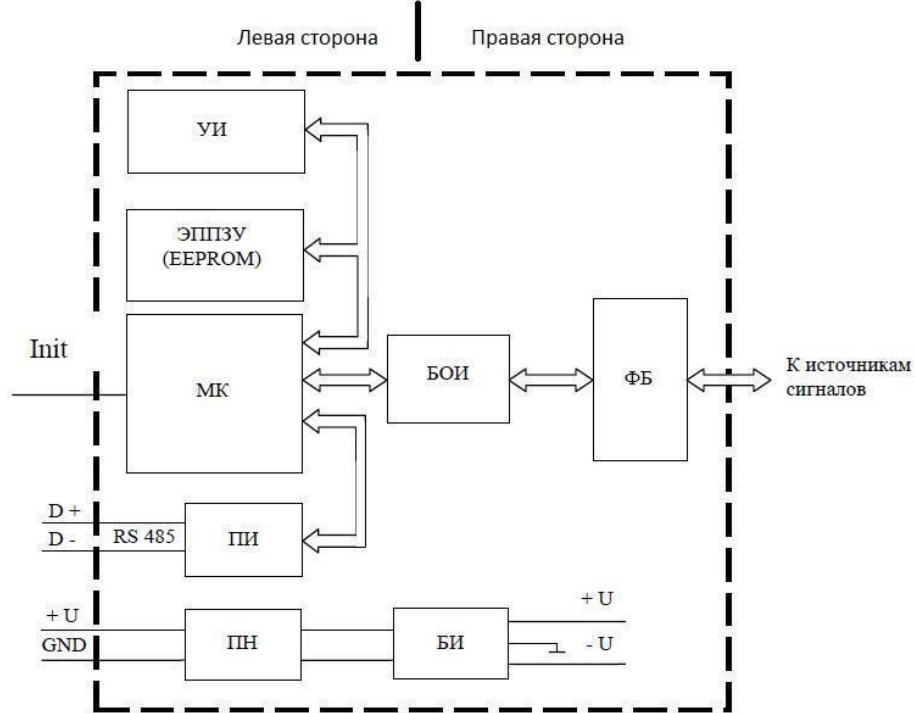 Левая сторона
Правая сторона
УИ
ЭППЗУ
(EEPROM)
Init
МК
БОИ
ФБ
К источникам
сигналов
D +
D -
RS 485
ПИ
+ U
GND
ПН
БИ
+ U
- U